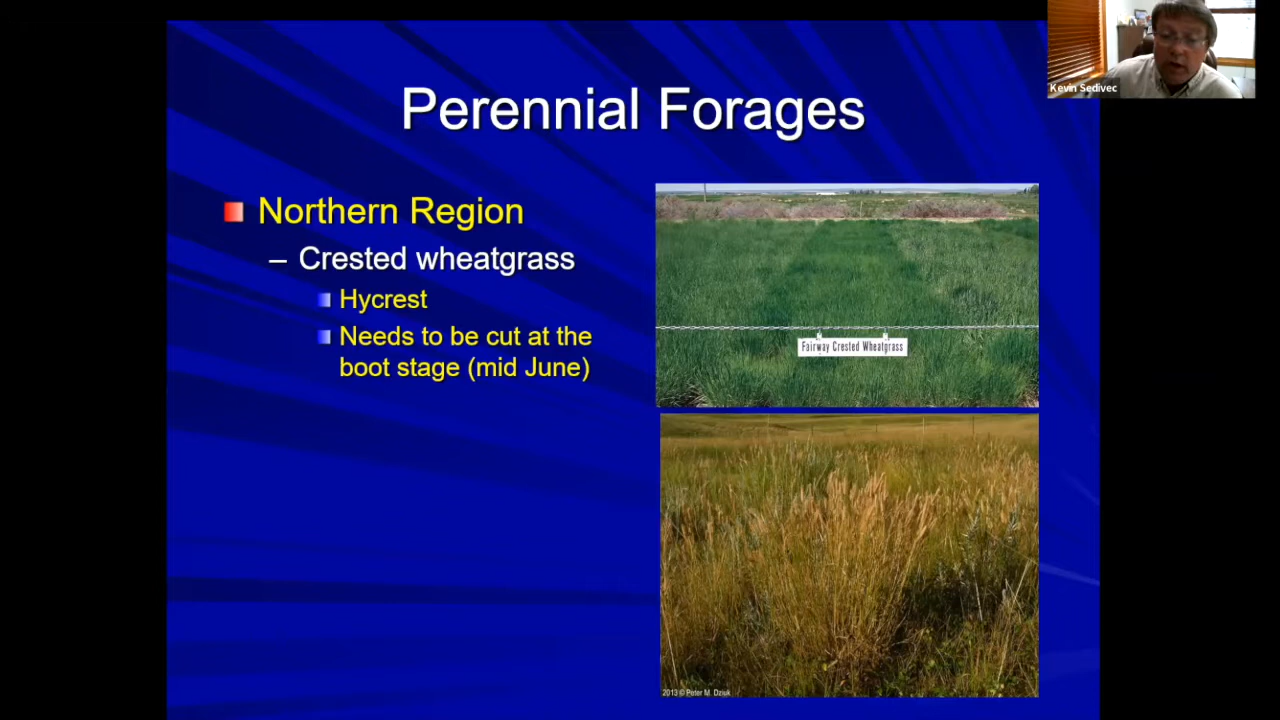 Kevin Sedivec
Perennial Forages
Northern Region
– Crested wheatgrass
Hycrest
Needs to be cut at the
boot stage (mid June)
Fairway Crested Wheatgrass
2013 © Peter M. Dziuk